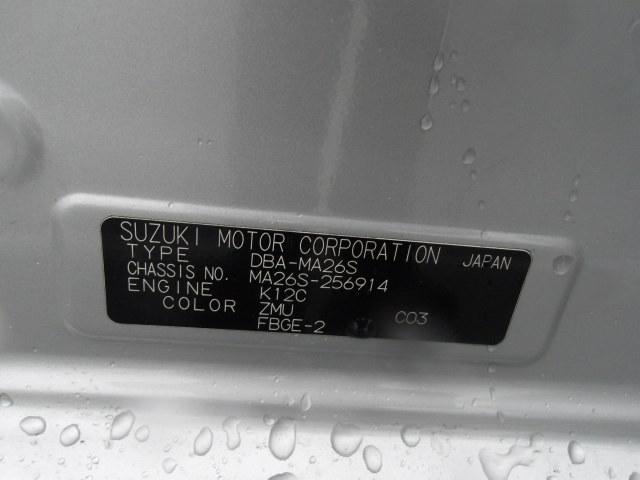 SUZUKI MOTOR CORPORATION JAPAN
TYPE DBA-MA26S
CHASSIS NO. MA26S-256914
ENGINE K12C
COLOR ZMU C03
FBGE-2